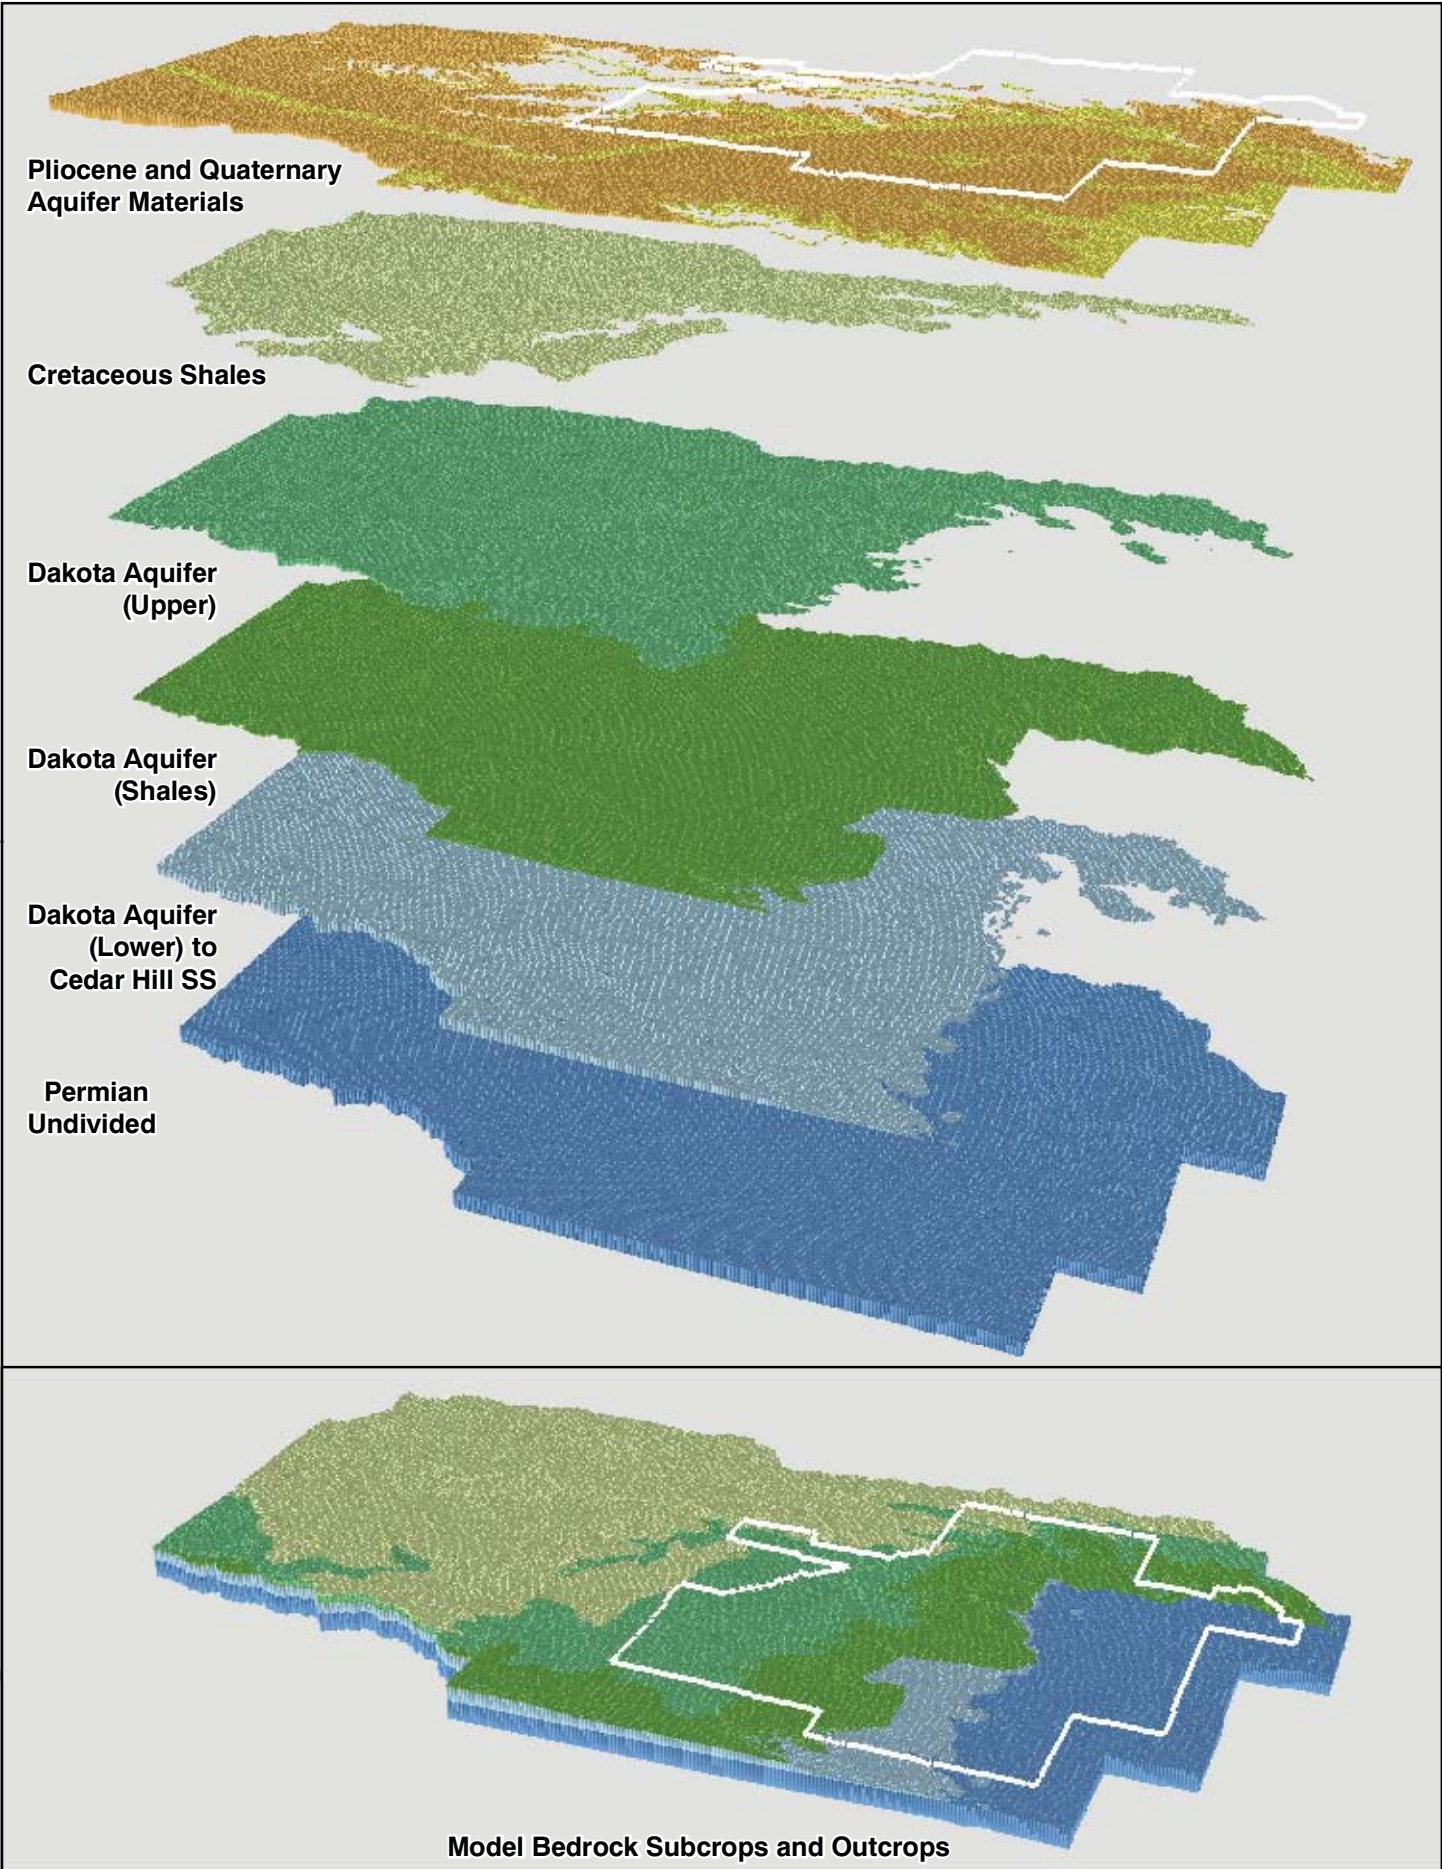 Pliocene and Quaternary
Aquifer Materials
Cretaceous Shales
Dakota Aquifer
(Upper)
Dakota Aquifer
(Shales)
Dakota Aquifer
(Lower) to
Cedar Hill SS
Permian
Undivided
Model Bedrock Subcrops and Outcrops